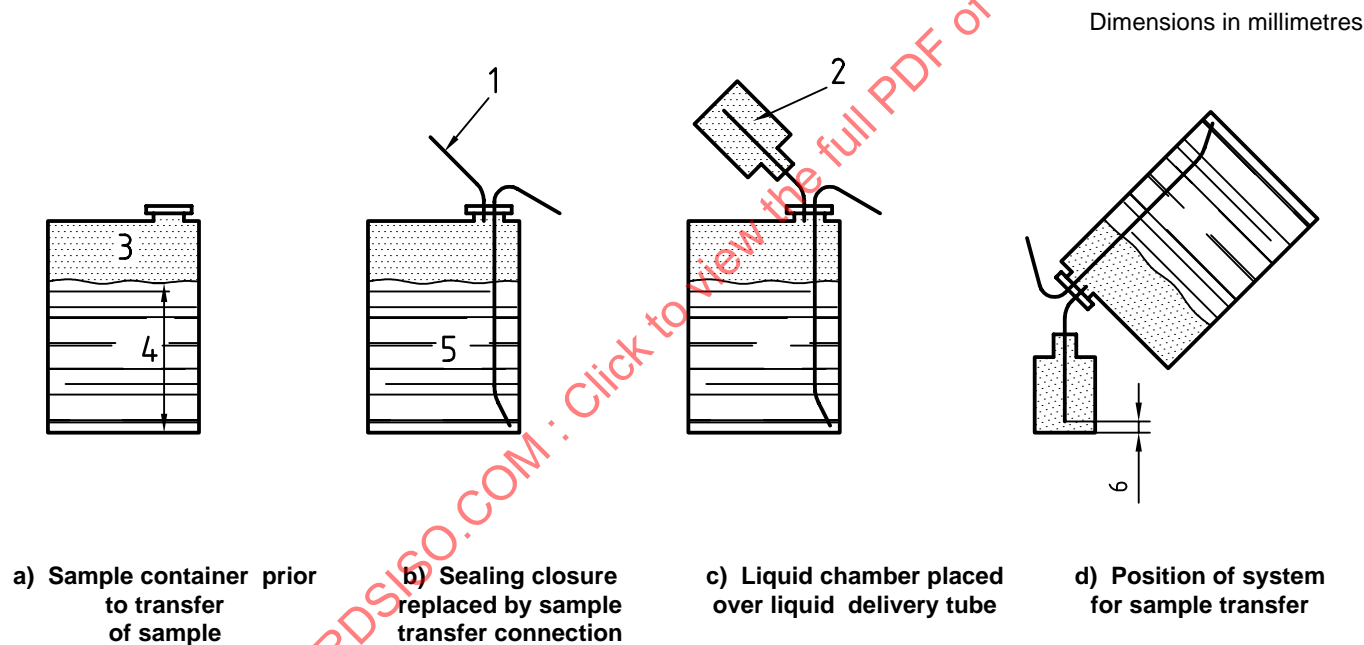 Dimensions in millimetres
1
2
3
4
5
6
a) Sample container prior
to transfer
of sample
b) Sealing closure
replaced by sample
transfer connection
c) Liquid chamber placed
over liquid delivery tube
d) Position of system
for sample transfer
RDSISO.COM : Click to view the full PDF of